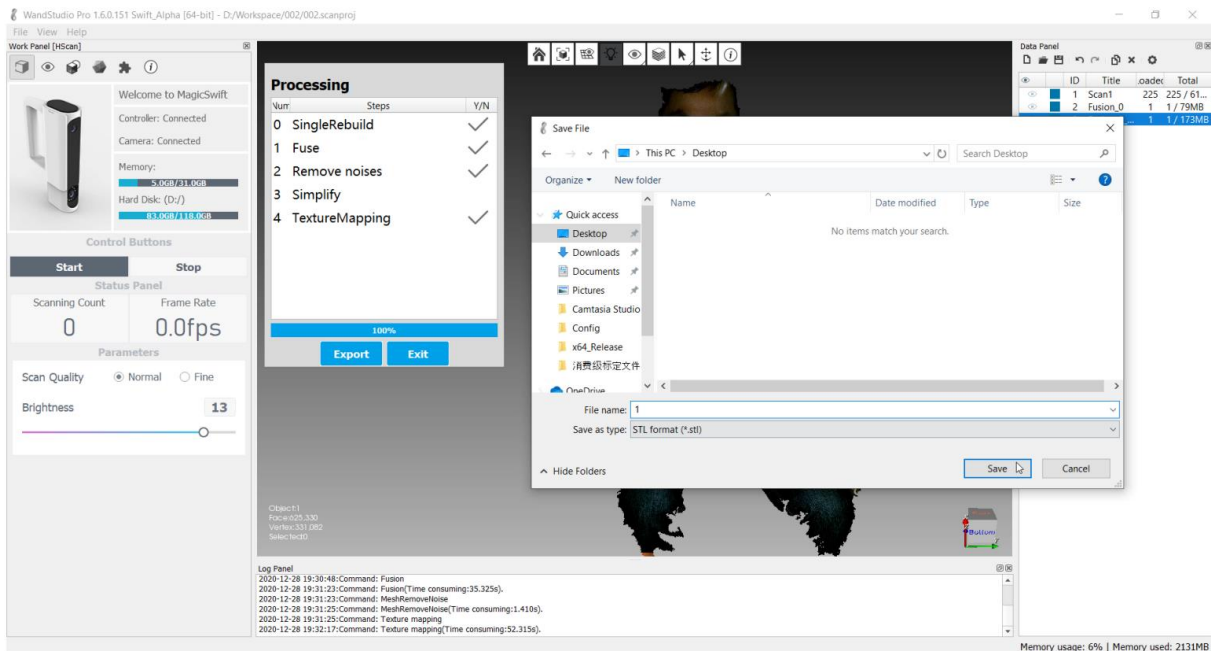 WandStudio Pro 1.6.0.151 Swift_Alpha [64-bit] - D:/Workspace/002/002.scanproj
File View Help
Work Panel [HScan]
Welcome to MagicSwift
Controller: Connected
Camera: Connected
Memory:
5.0GB/31.0GB
Hard Disk: (D:/)
83.0GB/118.0GB
Control Buttons
Start Stop
Status Panel
Scanning Count Frame Rate
0 0.0fps
Parameters
Scan Quality Normal Fine
Brightness 13
Processing
Num Steps Y/N
0 SingleRebuild
1 Fuse
2 Remove noises
3 Simplify
4 TextureMapping
100%
Export Exit
Save File
This PC > Desktop
Search Desktop
Organize New folder
Name Date modified Type Size
No items match your search.
Quick access
Desktop
Downloads
Documents
Pictures
Camtasia Studio
Config
x64_Release
消费级标定文件
OneDrive
File name: 1
Save as type: STL format (*.stl)
Hide Folders
Save Cancel
Object:1
Face:625,330
Vertex:331,082
Selected:0
Bottom
Y
Data Panel
ID Title Total
1 Scan1 225 225 / 61...
2 Fusion_0 1 1 / 79MB
... 1 1 / 173MB
Log Panel
2020-12-28 19:30:48:Command: Fusion
2020-12-28 19:31:23:Command: Fusion(Time consuming:35.325s).
2020-12-28 19:31:23:Command: MeshRemoveNoise
2020-12-28 19:31:25:Command: MeshRemoveNoise(Time consuming:1.410s).
2020-12-28 19:31:25:Command: Texture mapping
2020-12-28 19:32:17:Command: Texture mapping(Time consuming:52.315s).
Memory usage: 6% | Memory used: 2131MB